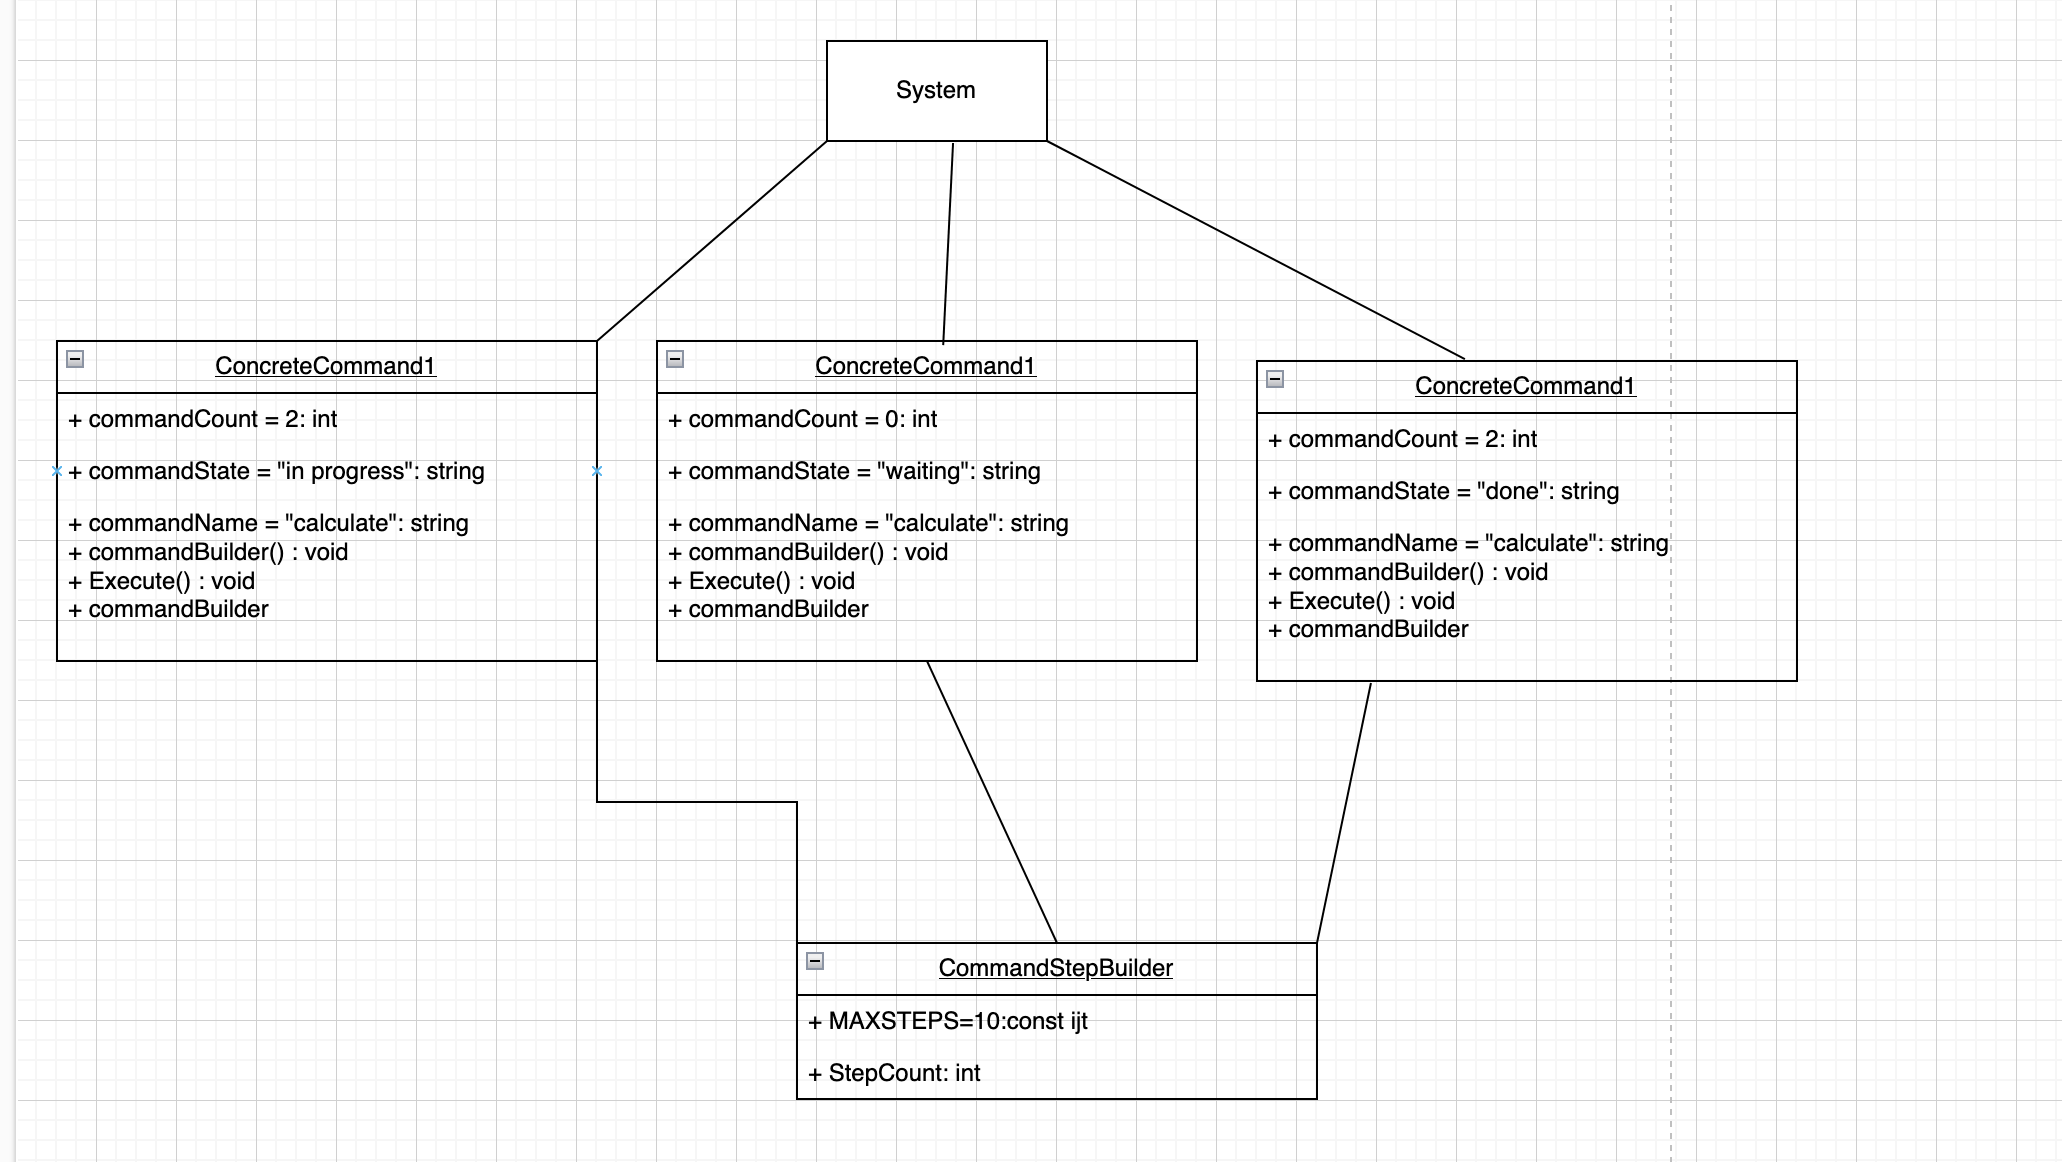 System
ConcreteCommand1
+ commandCount = 2: int
+ commandState = "in progress": string
+ commandName = "calculate": string
+ commandBuilder() : void
+ Execute() : void
+ commandBuilder
ConcreteCommand1
+ commandCount = 0: int
+ commandState = "waiting": string
+ commandName = "calculate": string
+ commandBuilder() : void
+ Execute() : void
+ commandBuilder
ConcreteCommand1
+ commandCount = 2: int
+ commandState = "done": string
+ commandName = "calculate": string
+ commandBuilder() : void
+ Execute() : void
+ commandBuilder
CommandStepBuilder
+ MAXSTEPS=10:const ijt
+ StepCount: int